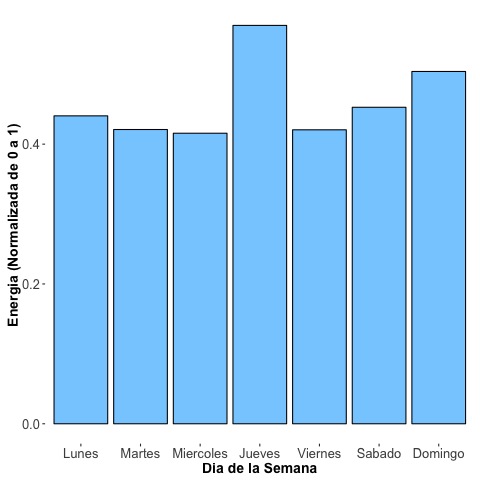 Energia (Normalizada de 0 a 1)
0.4
0.2
0.0
Lunes Martes Miercoles Jueves Viernes Sabado Domingo
Dia de la Semana